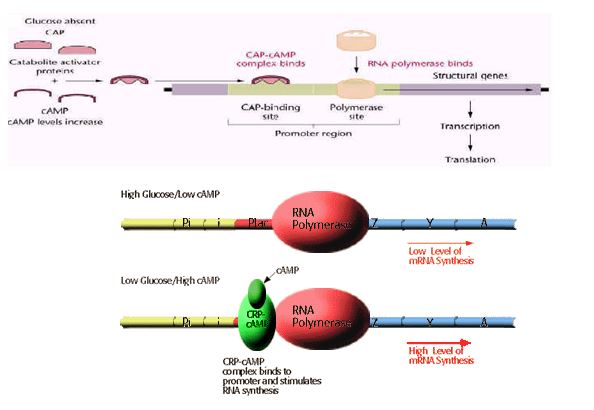 Glucose absent
CAP
Catabolite activator
proteins
+
cAMP
cAMP levels increase
CAP-cAMP
complex binds
RNA polymerase binds
Structural genes
CAP-binding
site
Polymerase
site
Promoter region
Transcription
Translation
High Glucose/Low cAMP
Pi
i
Plac
RNA
Polymerase
Z
Y
A
Low Level of
mRNA Synthesis
Low Glucose/High cAMP
cAMP
Pi
i
CRP-
cAMP
RNA
Polymerase
Z
Y
A
High Level of
mRNA Synthesis
CRP-cAMP
complex binds to
promoter and stimulates
RNA synthesis